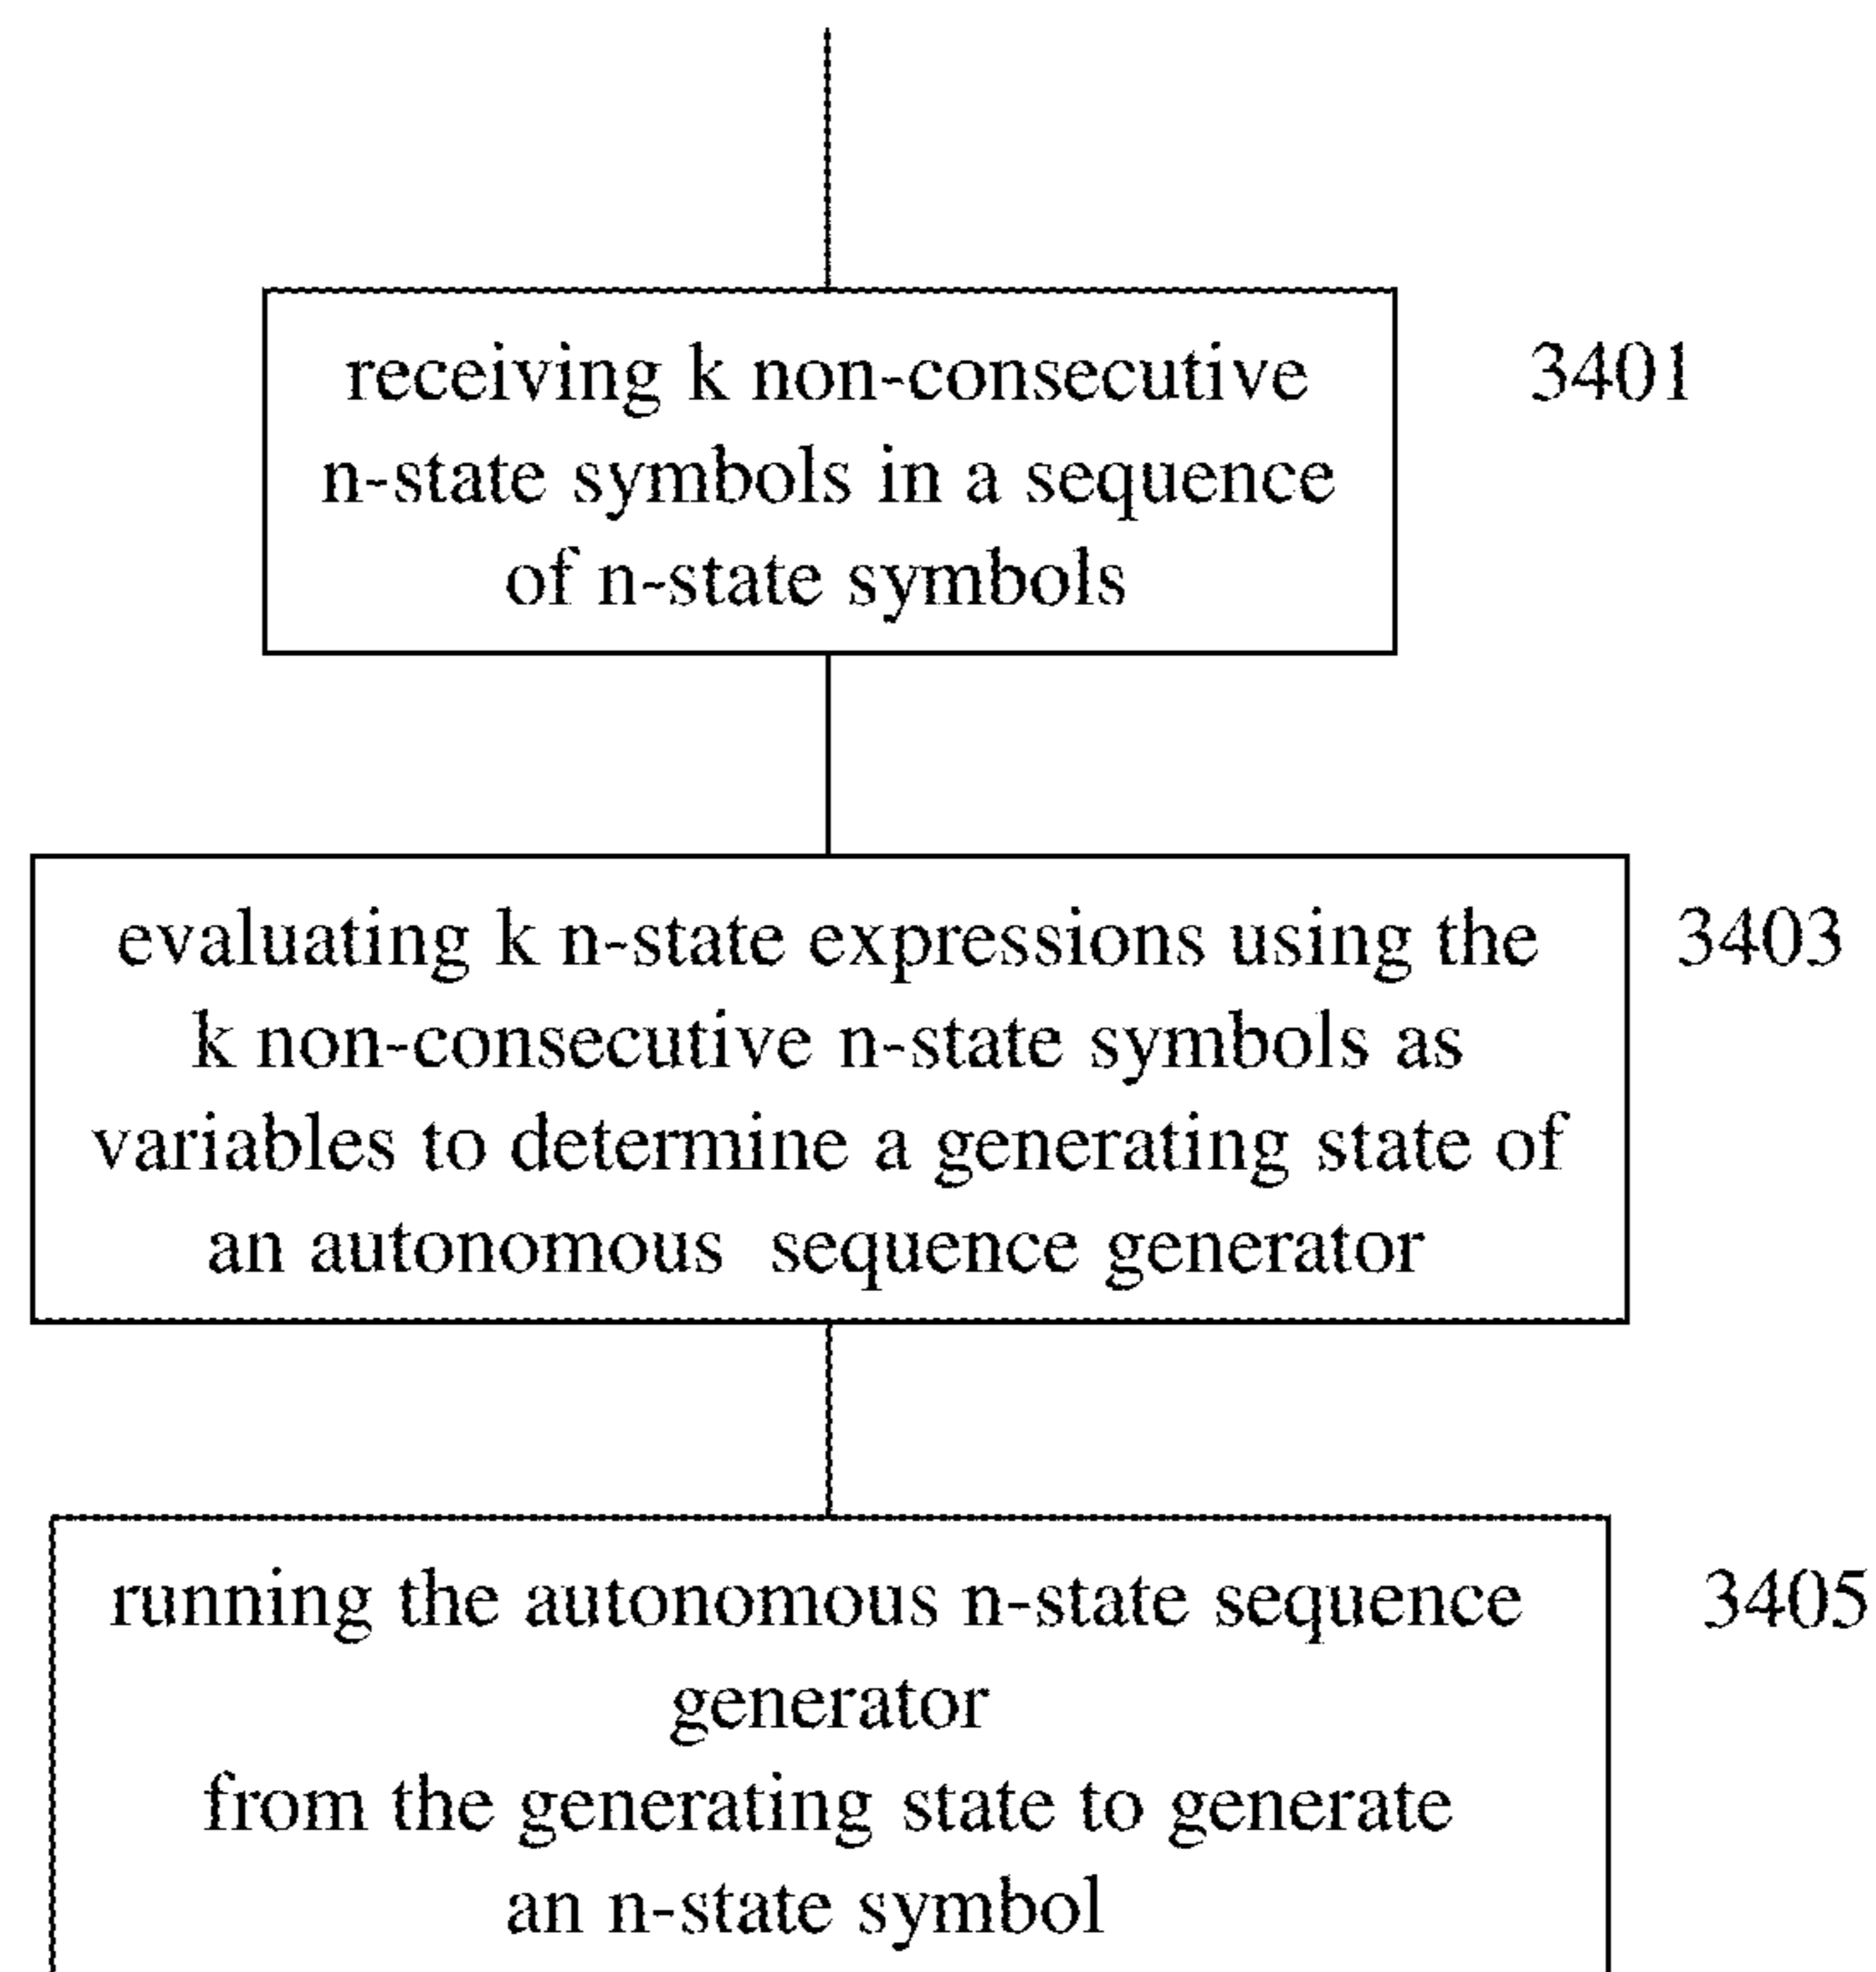 receiving k non-consecutive 3401
n-state symbols in a sequence
of n-state symbols
evaluating k n-state expressions using the 3403
k non-consecutive n-state symbols as
variables to determine a generating state of
an autonomous sequence generator
running the autonomous n-state sequence 3405
generator
from the generating state to generate
an n-state symbol